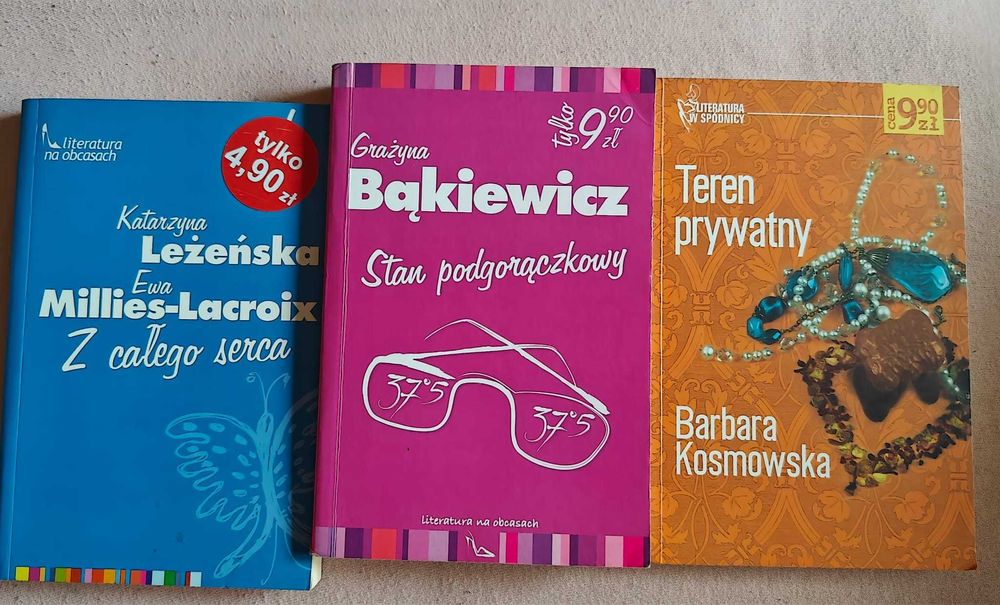 literatura
na obcasach
tylko
4,90 zł
Katarzyna
Leżeńska
Ewa
Millies-Lacroix
Z całego serca
tylko 9 90 zł
Grażyna
Bąkiewicz
Stan podgorączkowy
37°5
37°5
literatura na obcasach
LITERATURA
W SPÓDNICY
cena 9 90 zł
Teren
prywatny
Barbara
Kosmowska